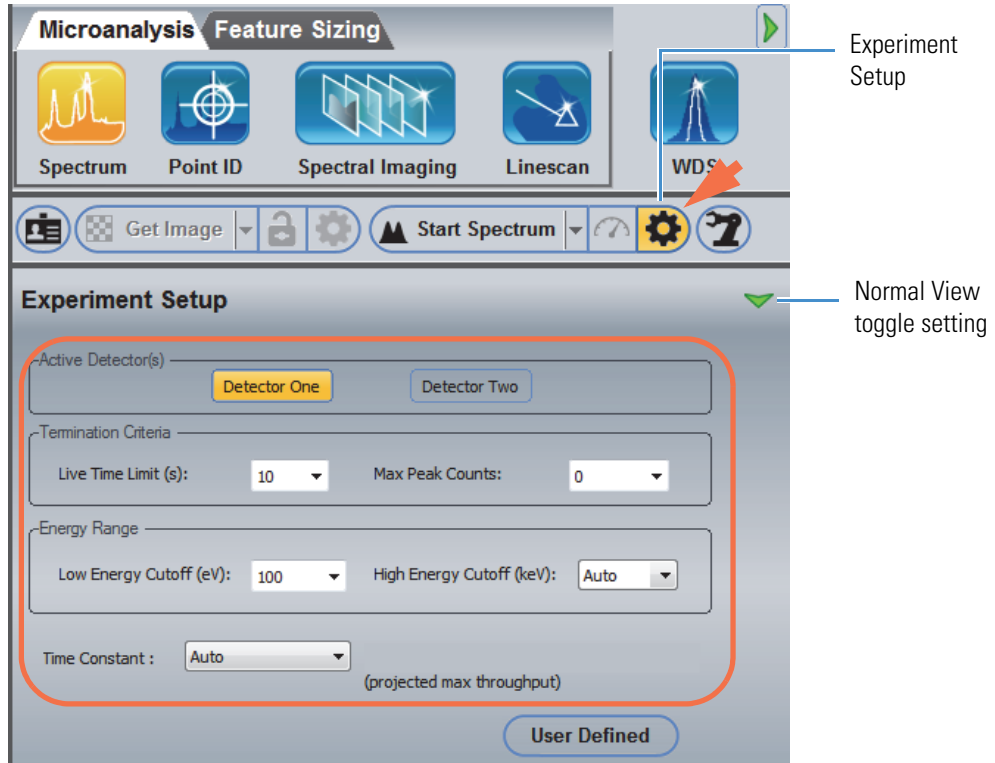 Microanalysis Feature Sizing
Experiment
Setup
Spectrum Point ID Spectral Imaging Linescan WDS
Get Image Start Spectrum
Experiment Setup
Normal View
toggle setting
Active Detector(s)
Detector One Detector Two
Termination Criteria
Live Time Limit (s): 10 Max Peak Counts: 0
Energy Range
Low Energy Cutoff (eV): 100 High Energy Cutoff (keV): Auto
Time Constant : Auto
(projected max throughput)
User Defined